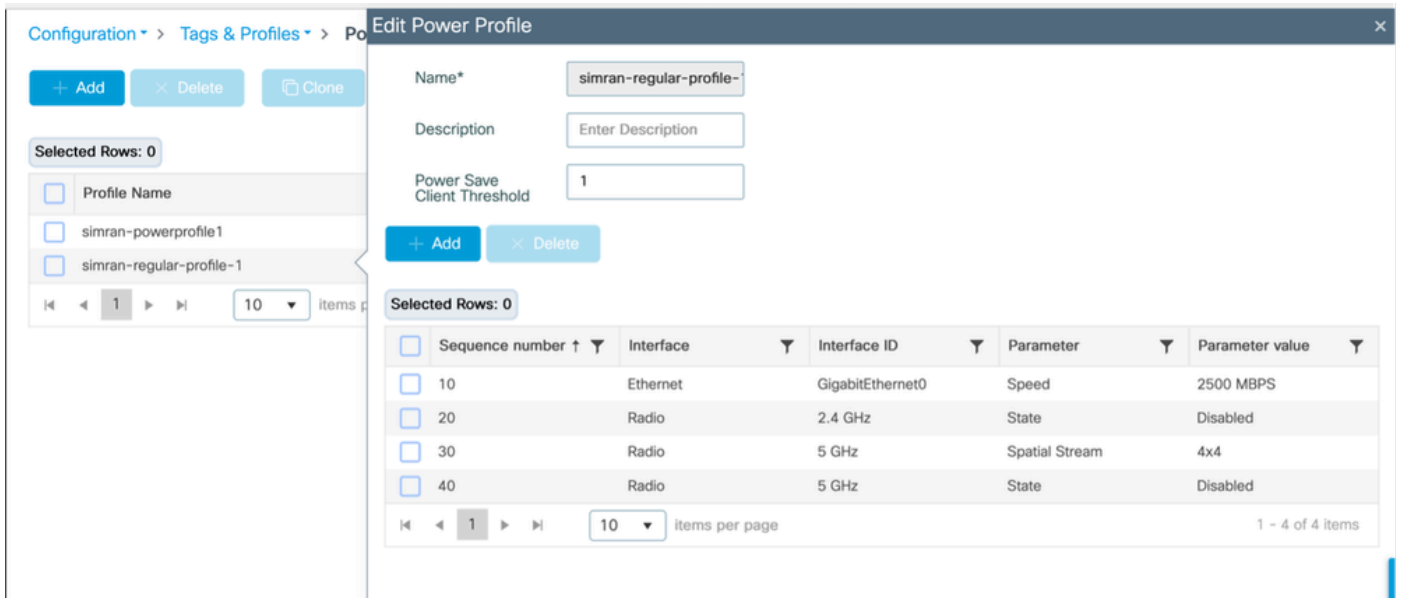 Configuration > Tags & Profiles > Po
+ Add × Delete Clone
Selected Rows: 0
Profile Name
simran-powerprofile1
simran-regular-profile-1
1 10 items p
Edit Power Profile ×
Name* simran-regular-profile-1
Description Enter Description
Power Save
Client Threshold 1
+ Add × Delete
Selected Rows: 0
Sequence number ↑ Interface Interface ID Parameter Parameter value
10 Ethernet GigabitEthernet0 Speed 2500 MBPS
20 Radio 2.4 GHz State Disabled
30 Radio 5 GHz Spatial Stream 4x4
40 Radio 5 GHz State Disabled
1 10 items per page 1 - 4 of 4 items